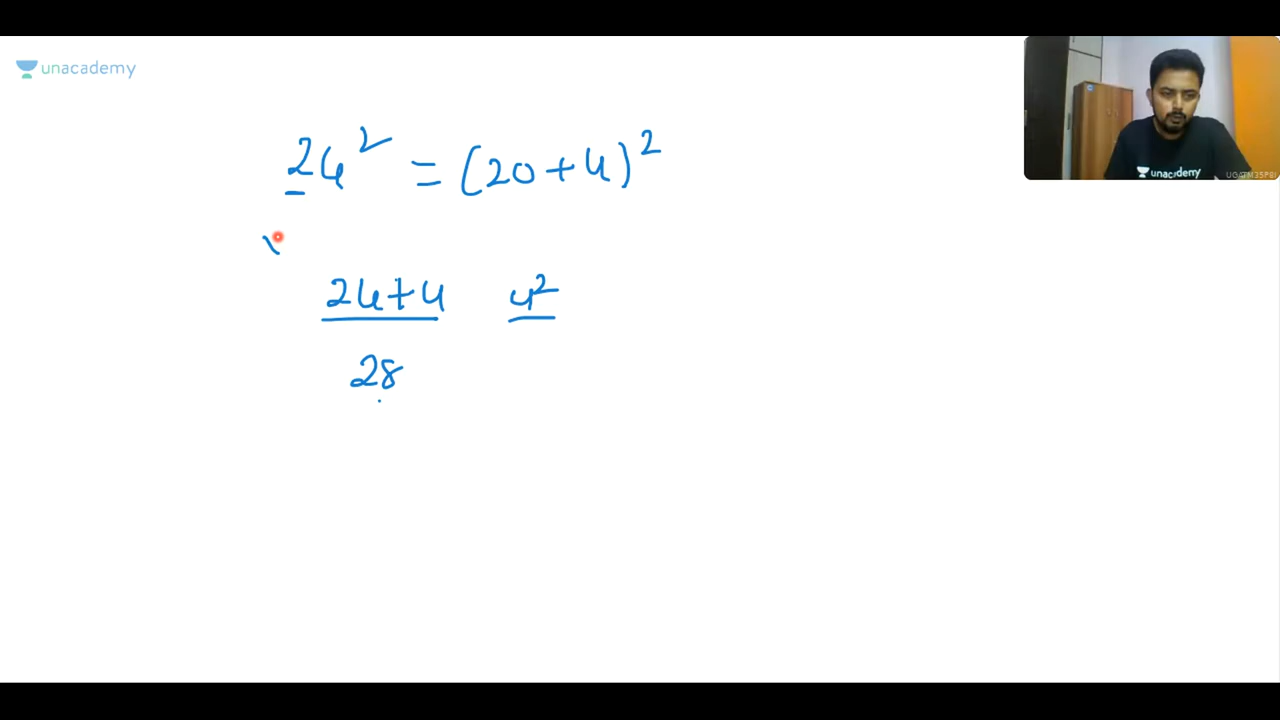 unacademy
24² = (20+4)²
24+4 4²
28
unacademy